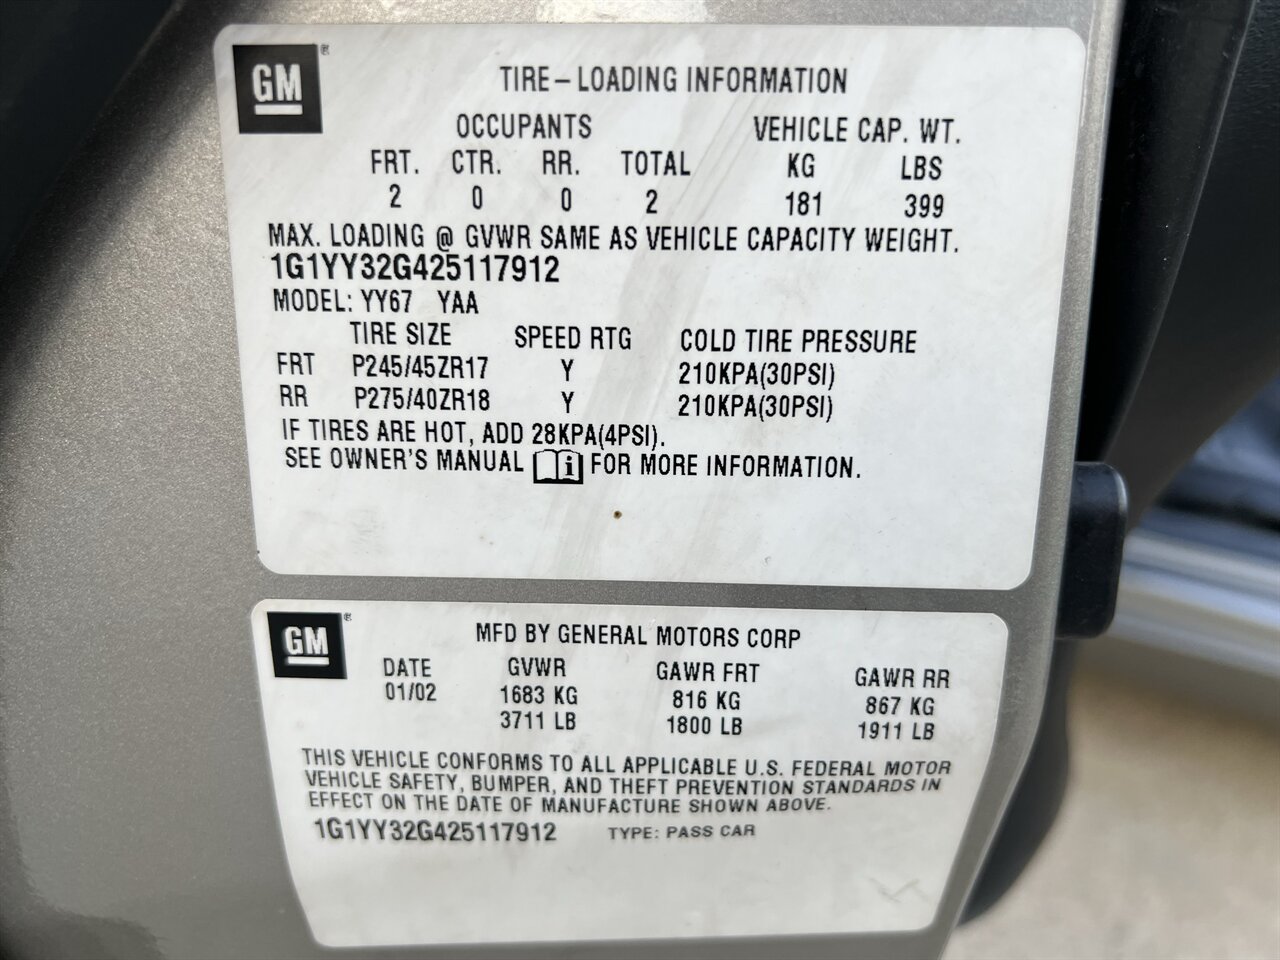 GM ®
TIRE – LOADING INFORMATION
OCCUPANTS VEHICLE CAP. WT.
FRT. CTR. RR. TOTAL KG LBS
2 0 0 2 181 399
MAX. LOADING @ GVWR SAME AS VEHICLE CAPACITY WEIGHT.
1G1YY32G425117912
MODEL: YY67 YAA
TIRE SIZE SPEED RTG COLD TIRE PRESSURE
FRT P245/45ZR17 Y 210KPA(30PSI)
RR P275/40ZR18 Y 210KPA(30PSI)
IF TIRES ARE HOT, ADD 28KPA(4PSI).
SEE OWNER'S MANUAL i FOR MORE INFORMATION.
GM ®
MFD BY GENERAL MOTORS CORP
DATE GVWR GAWR FRT GAWR RR
01/02 1683 KG 816 KG 867 KG
3711 LB 1800 LB 1911 LB
THIS VEHICLE CONFORMS TO ALL APPLICABLE U.S. FEDERAL MOTOR
VEHICLE SAFETY, BUMPER, AND THEFT PREVENTION STANDARDS IN
EFFECT ON THE DATE OF MANUFACTURE SHOWN ABOVE.
1G1YY32G425117912 TYPE: PASS CAR